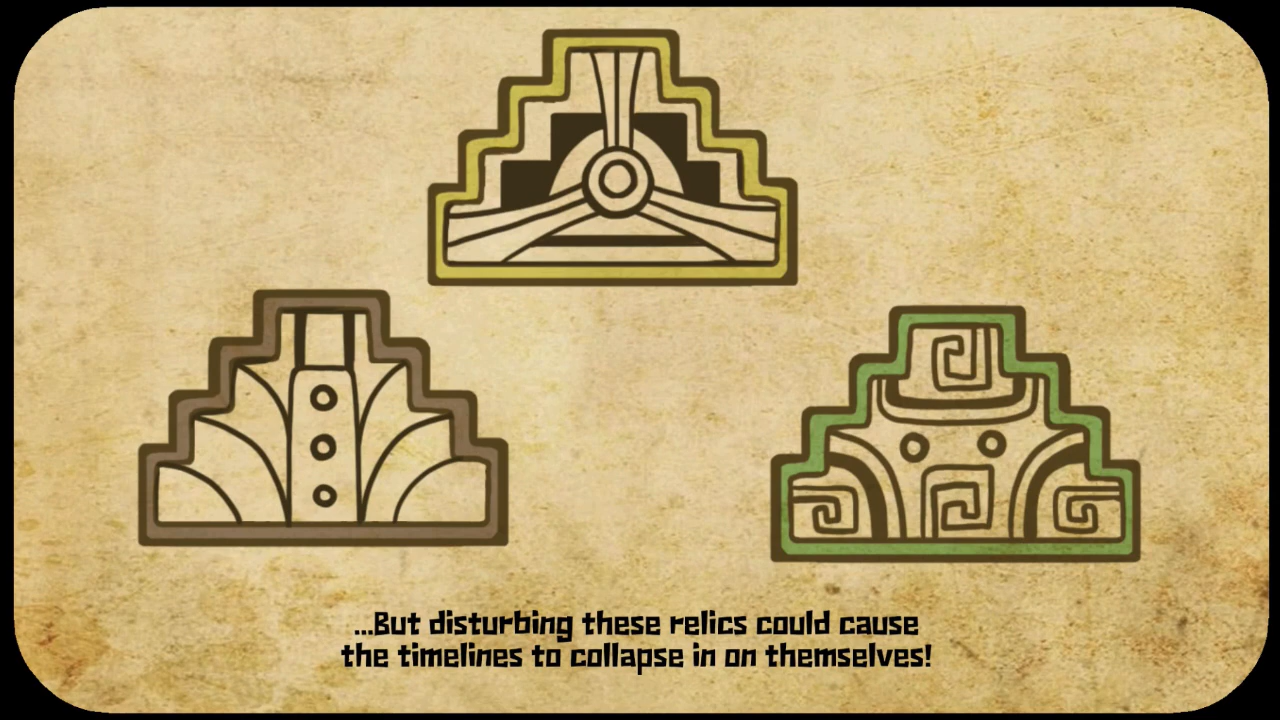 ...But disturbing these relics could cause
the timelines to collapse in on themselves!